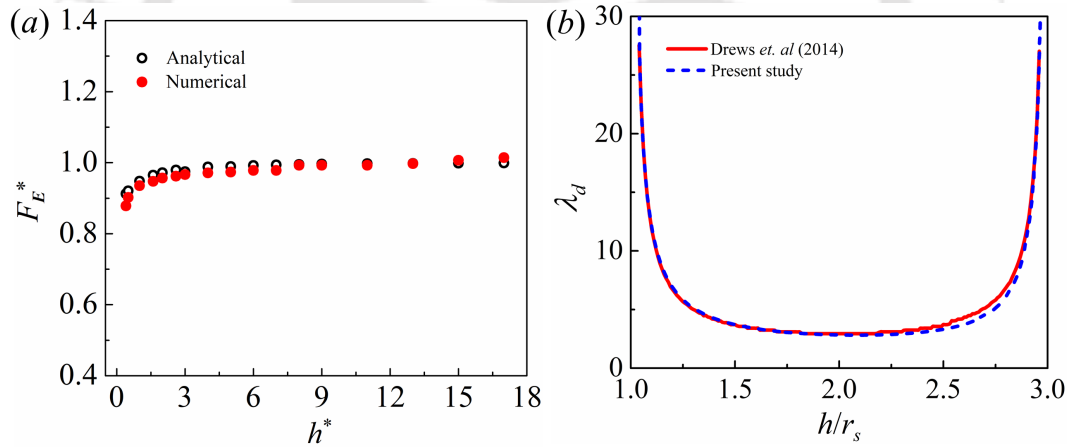 (a)
1.4
1.2
1.0
0.8
0.6
0.4
F_E*
Analytical
Numerical
0 3 6 9 12 15 18
h*
(b)
30
20
10
0
λ_d
Drews et. al (2014)
Present study
1.0 1.5 2.0 2.5 3.0
h/r_s